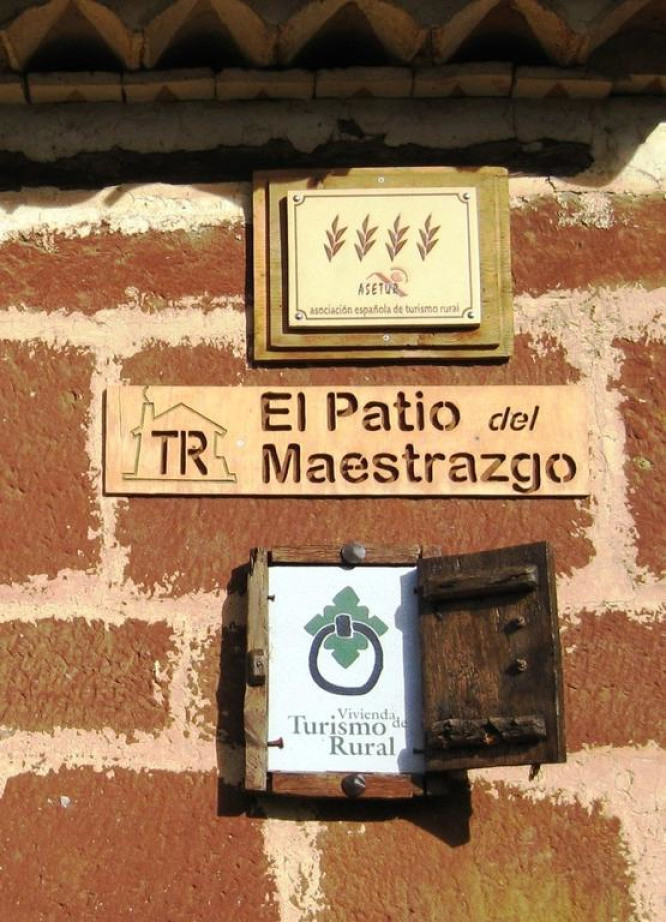 ASETUR
asociación española de turismo rural
TR
El Patio del
Maestrazgo
Vivienda de
Turismo
Rural